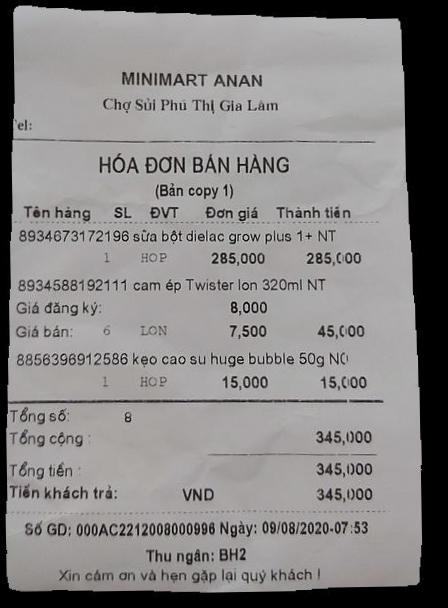 MINIMART ANAN
Chợ Sủi Phú Thị Gia Lâm
Tel:
HÓA ĐƠN BÁN HÀNG
(Bản copy 1)
Tên hàng SL ĐVT Đơn giá Thành tiền
8934673172196 sữa bột dielac grow plus 1+ NT
1 HOP 285,000 285,000
8934588192111 cam ép Twister lon 320ml NT
Giá đăng ký: 8,000
Giá bán: 6 LON 7,500 45,000
8856396912586 kẹo cao su huge bubble 50g NC
1 HOP 15,000 15,000
Tổng số: 8
Tổng cộng : 345,000
Tổng tiền : 345,000
Tiền khách trả: VND 345,000
Số GD: 000AC2212008000996 Ngày: 09/08/2020-07:53
Thu ngân: BH2
Xin cảm ơn và hẹn gặp lại quý khách !